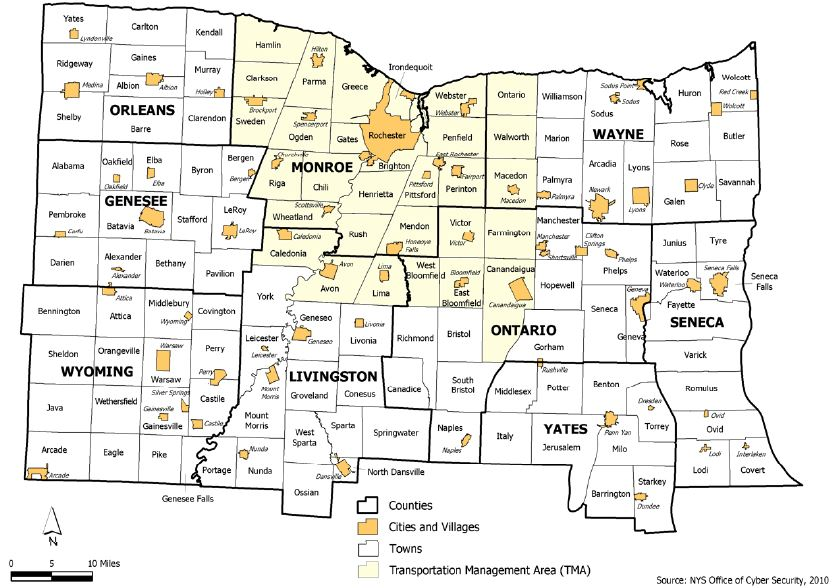 Yates
Lyndonville
Carlton
Kendall
Ridgeway
Medina
Gaines
Albion
Albion
Murray
Holley
Shelby
ORLEANS
Barre
Clarendon
Hamlin
Clarkson
Brockport
Sweden
Hilton
Parma
Greece
Spencerport
Ogden
Gates
Rochester
Irondequoit
Webster
Webster
Penfield
East Rochester
Brighton
MONROE
Churchville
Riga
Chili
Henrietta
Pittsford
Pittsford
Fairport
Perinton
Scottsville
Wheatland
Rush
Mendon
Honeoye
Falls
Ontario
Walworth
Macedon
Macedon
Williamson
Marion
Palmyra
Palmyra
Sodus Point
Sodus
Sodus
WAYNE
Arcadia
Newark
Lyons
Lyons
Huron
Rose
Galen
Clyde
Wolcott
Red Creek
Wolcott
Butler
Savannah
Alabama
Oakfield
Oakfield
Elba
Elba
Byron
Bergen
Bergen
GENESEE
Pembroke
Corfu
Batavia
Batavia
Stafford
LeRoy
LeRoy
Darien
Alexander
Alexander
Bethany
Pavilion
Caledonia
Caledonia
Avon
Avon
Lima
Lima
York
West
Bloomfield
Bloomfield
East
Bloomfield
Victor
Victor
Farmington
Canandaigua
Canandaigua
Manchester
Manchester
Shortsville
Clifton
Springs
Phelps
Phelps
Hopewell
Seneca
Geneva
Geneva
ONTARIO
Gorham
Rushville
Richmond
Bristol
Canadice
South
Bristol
Naples
Naples
Junius
Tyre
Waterloo
Waterloo
Seneca Falls
Seneca
Falls
Fayette
SENECA
Varick
Romulus
Ovid
Ovid
Lodi
Lodi
Interlaken
Covert
Bennington
Attica
Attica
Middlebury
Wyoming
Covington
Sheldon
Orangeville
Warsaw
Warsaw
Perry
Perry
WYOMING
Java
Wethersfield
Silver Springs
Gainesville
Gainesville
Castile
Castile
Arcade
Arcade
Eagle
Pike
Genesee Falls
Leicester
Leicester
Geneseo
Geneseo
Livonia
Livonia
Mount
Morris
LIVINGSTON
Groveland
Conesus
Mount
Morris
West
Sparta
Sparta
Springwater
Portage
Nunda
Nunda
Dansville
North Dansville
Ossian
Middlesex
Potter
Benton
Dresden
Torrey
Italy
YATES
Jerusalem
Penn Yan
Milo
Barrington
Starkey
Dundee
N
0 5 10 Miles
Counties
Cities and Villages
Towns
Transportation Management Area (TMA)
Source: NYS Office of Cyber Security, 2010